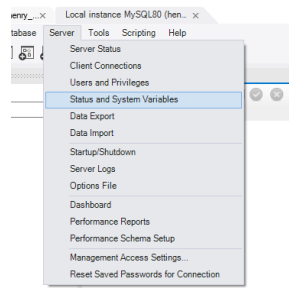 henry_... x Local instance MySQL80 (hen... x
tabase Server Tools Scripting Help
Server Status
Client Connections
Users and Privileges
Status and System Variables
Data Export
Data Import
Startup/Shutdown
Server Logs
Options File
Dashboard
Performance Reports
Performance Schema Setup
Management Access Settings...
Reset Saved Passwords for Connection